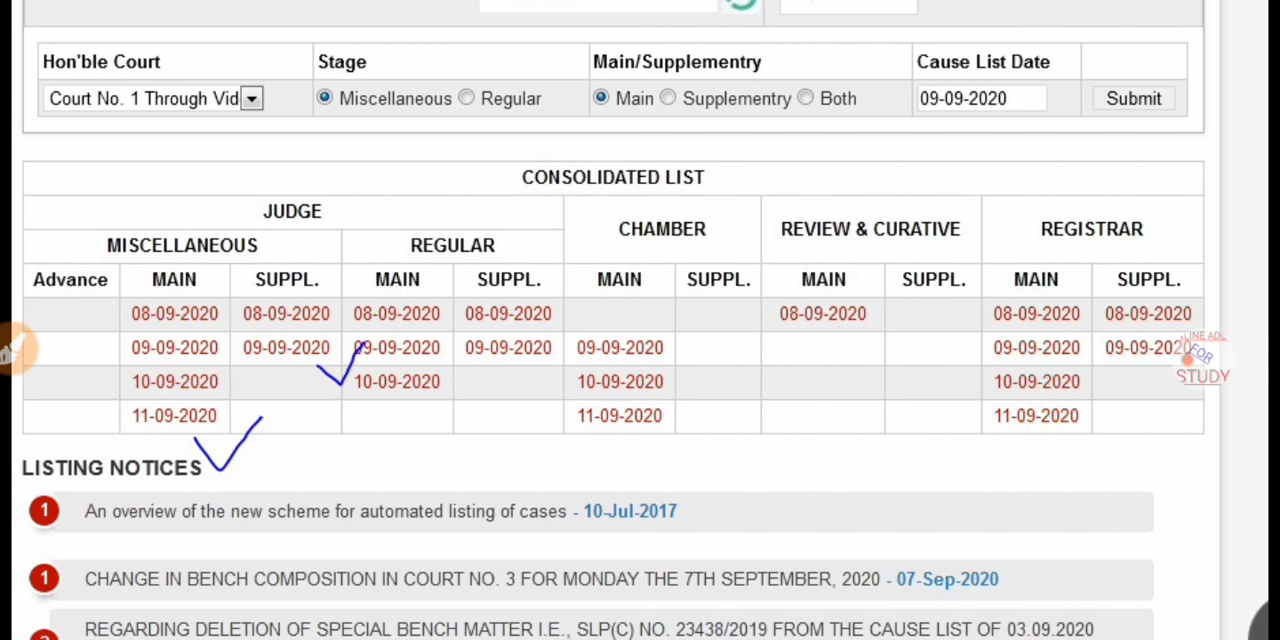 Hon'ble Court Stage Main/Supplementry Cause List Date
Court No. 1 Through Vid Miscellaneous Regular Main Supplementry Both 09-09-2020 Submit
CONSOLIDATED LIST
JUDGE CHAMBER REVIEW & CURATIVE REGISTRAR
MISCELLANEOUS REGULAR
Advance MAIN SUPPL. MAIN SUPPL. MAIN SUPPL. MAIN SUPPL. MAIN SUPPL.
08-09-2020 08-09-2020 08-09-2020 08-09-2020 08-09-2020 08-09-2020 08-09-2020
09-09-2020 09-09-2020 09-09-2020 09-09-2020 09-09-2020 09-09-2020 09-09-2020
10-09-2020 10-09-2020 10-09-2020 10-09-2020
11-09-2020 11-09-2020 11-09-2020
LINE AD
FOR
STUDY
LISTING NOTICES
1 An overview of the new scheme for automated listing of cases - 10-Jul-2017
1 CHANGE IN BENCH COMPOSITION IN COURT NO. 3 FOR MONDAY THE 7TH SEPTEMBER, 2020 - 07-Sep-2020
REGARDING DELETION OF SPECIAL BENCH MATTER I.E., SLP(C) NO. 23438/2019 FROM THE CAUSE LIST OF 03.09.2020